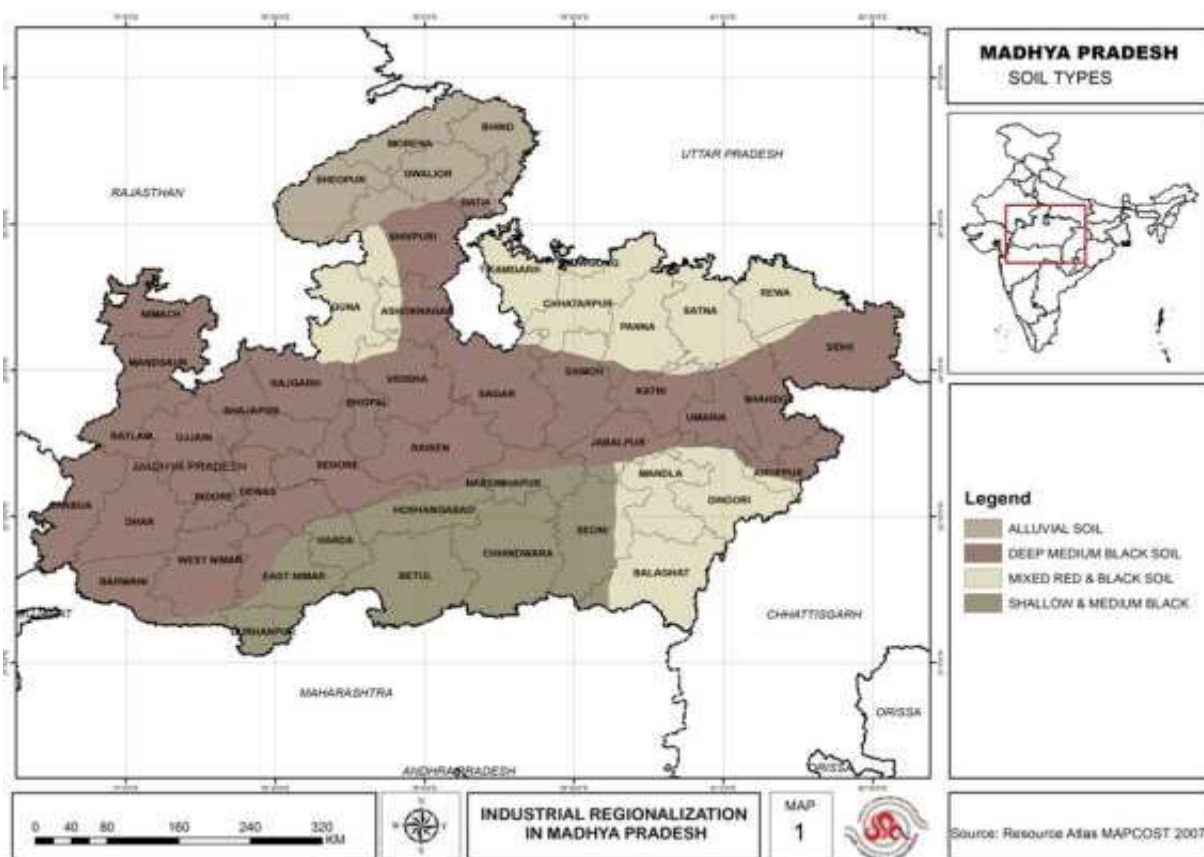 MADHYA PRADESH
SOIL TYPES
RAJASTHAN
UTTAR PRADESH
BHIND
MORENA
GWALIOR
SHEOPUR
DATIA
SHIVPURI
GUNA
ASHOKNAGAR
CHHATARPUR
PANNA
SATNA
REWA
SIDHI
NIMACH
MANDSAUR
RAJGARH
VIDISHA
SAGAR
DAMOH
KATNI
SHAHDOL
UMARIA
SHAJAPUR
BHOPAL
RATLAM
UJJAIN
RAISEN
JABALPUR
SEHORE
MANDLA
DINDORI
INDORE
DEWAS
NARSINHAPUR
HOSHANGABAD
DHAR
SEONI
HARDA
CHHINDWARA
WEST NIMAR
EAST NIMAR
BETUL
BALAGHAT
BARWANI
BURHANPUR
CHHATTISGARH
MAHARASHTRA
ORISSA
ORISSA
ANDHRA PRADESH
Legend
ALLUVIAL SOIL
DEEP MEDIUM BLACK SOIL
MIXED RED & BLACK SOIL
SHALLOW & MEDIUM BLACK
0 40 80 160 240 320
KM
INDUSTRIAL REGIONALIZATION
IN MADHYA PRADESH
MAP
1
Source: Resource Atlas MAPCOST 2007